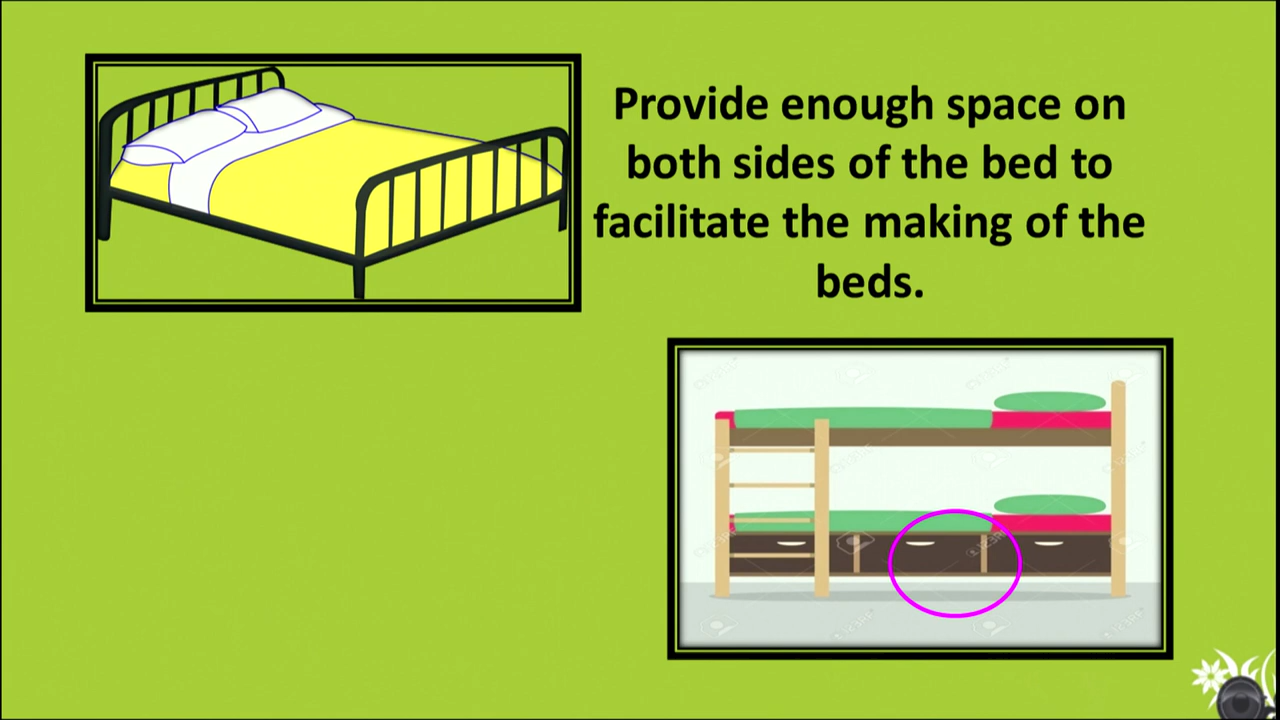 Provide enough space on
both sides of the bed to
facilitate the making of the
beds.